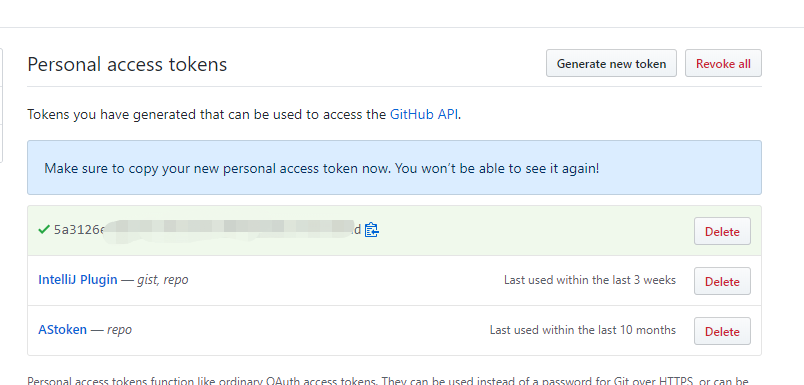 Personal access tokens
Generate new token
Revoke all
Tokens you have generated that can be used to access the GitHub API.
Make sure to copy your new personal access token now. You won’t be able to see it again!
5a3126
Delete
IntelliJ Plugin — gist, repo
Last used within the last 3 weeks
Delete
AStoken — repo
Last used within the last 10 months
Delete
Personal access tokens function like ordinary OAuth access tokens. They can be used instead of a password for Git over HTTPS, or can be